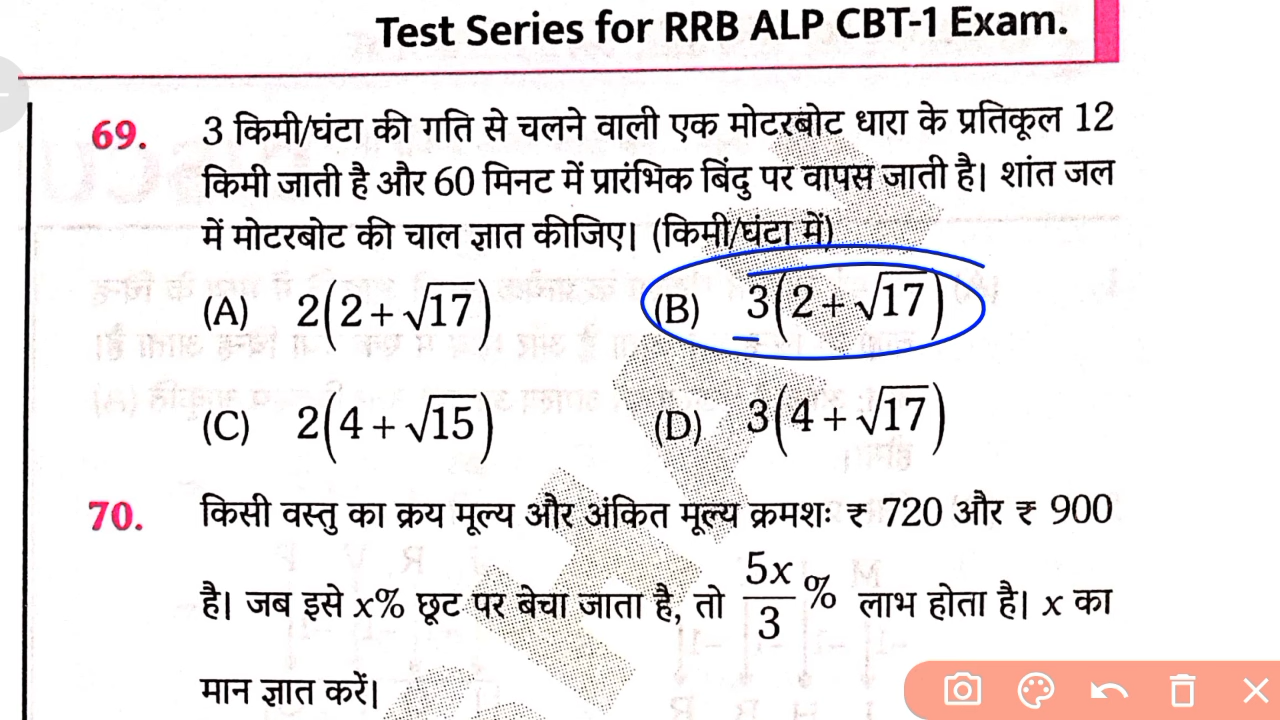 Test Series for RRB ALP CBT-1 Exam.
69. 3 किमी/घंटा की गति से चलने वाली एक मोटरबोट धारा के प्रतिकूल 12
किमी जाती है और 60 मिनट में प्रारंभिक बिंदु पर वापस जाती है। शांत जल
में मोटरबोट की चाल ज्ञात कीजिए। (किमी/घंटा में)
(A) 2(2+√17) (B) 3(2+√17)
(C) 2(4+√15) (D) 3(4+√17)
70. किसी वस्तु का क्रय मूल्य और अंकित मूल्य क्रमशः ₹ 720 और ₹ 900
है। जब इसे x% छूट पर बेचा जाता है, तो 5x/3 % लाभ होता है। x का
मान ज्ञात करें।